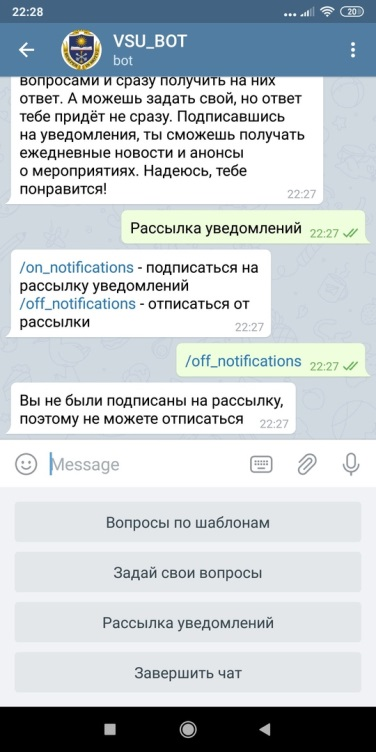 22:28
20
VSU_BOT
bot
вопросами и сразу получить на них
ответ. А можешь задать свой, но ответ
тебе придёт не сразу. Подписавшись
на уведомления, ты сможешь получать
ежедневные новости и анонсы
о мероприятиях. Надеюсь, тебе
понравится!
22:27
Рассылка уведомлений 22:27
/on_notifications - подписаться на
рассылку уведомлений
/off_notifications - отписаться от
рассылки
22:27
/off_notifications 22:27
Вы не были подписаны на рассылку,
поэтому не можете отписаться 22:27
Message
Вопросы по шаблонам
Задай свои вопросы
Рассылка уведомлений
Завершить чат